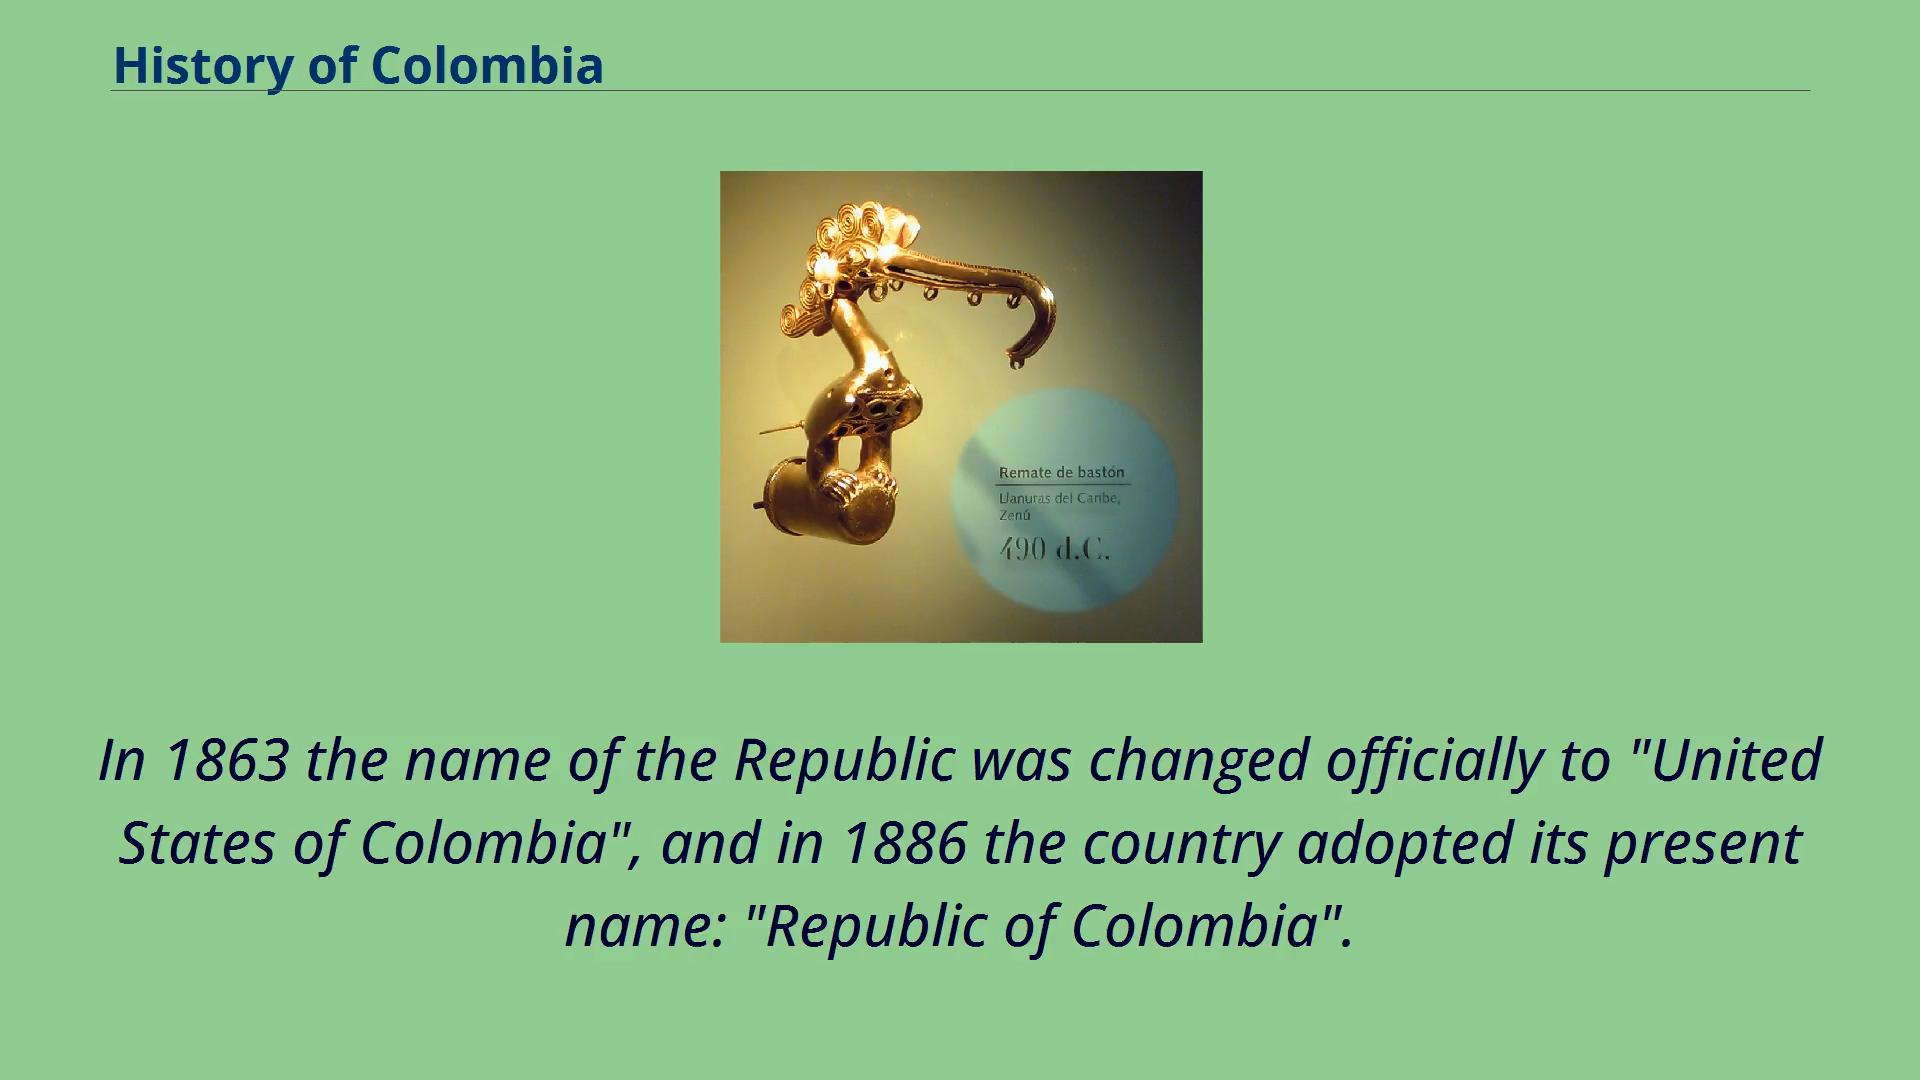 History of Colombia
Remate de bastón
Llanuras del Caribe,
Zenú
490 d.C.
In 1863 the name of the Republic was changed officially to "United
States of Colombia", and in 1886 the country adopted its present
name: "Republic of Colombia".